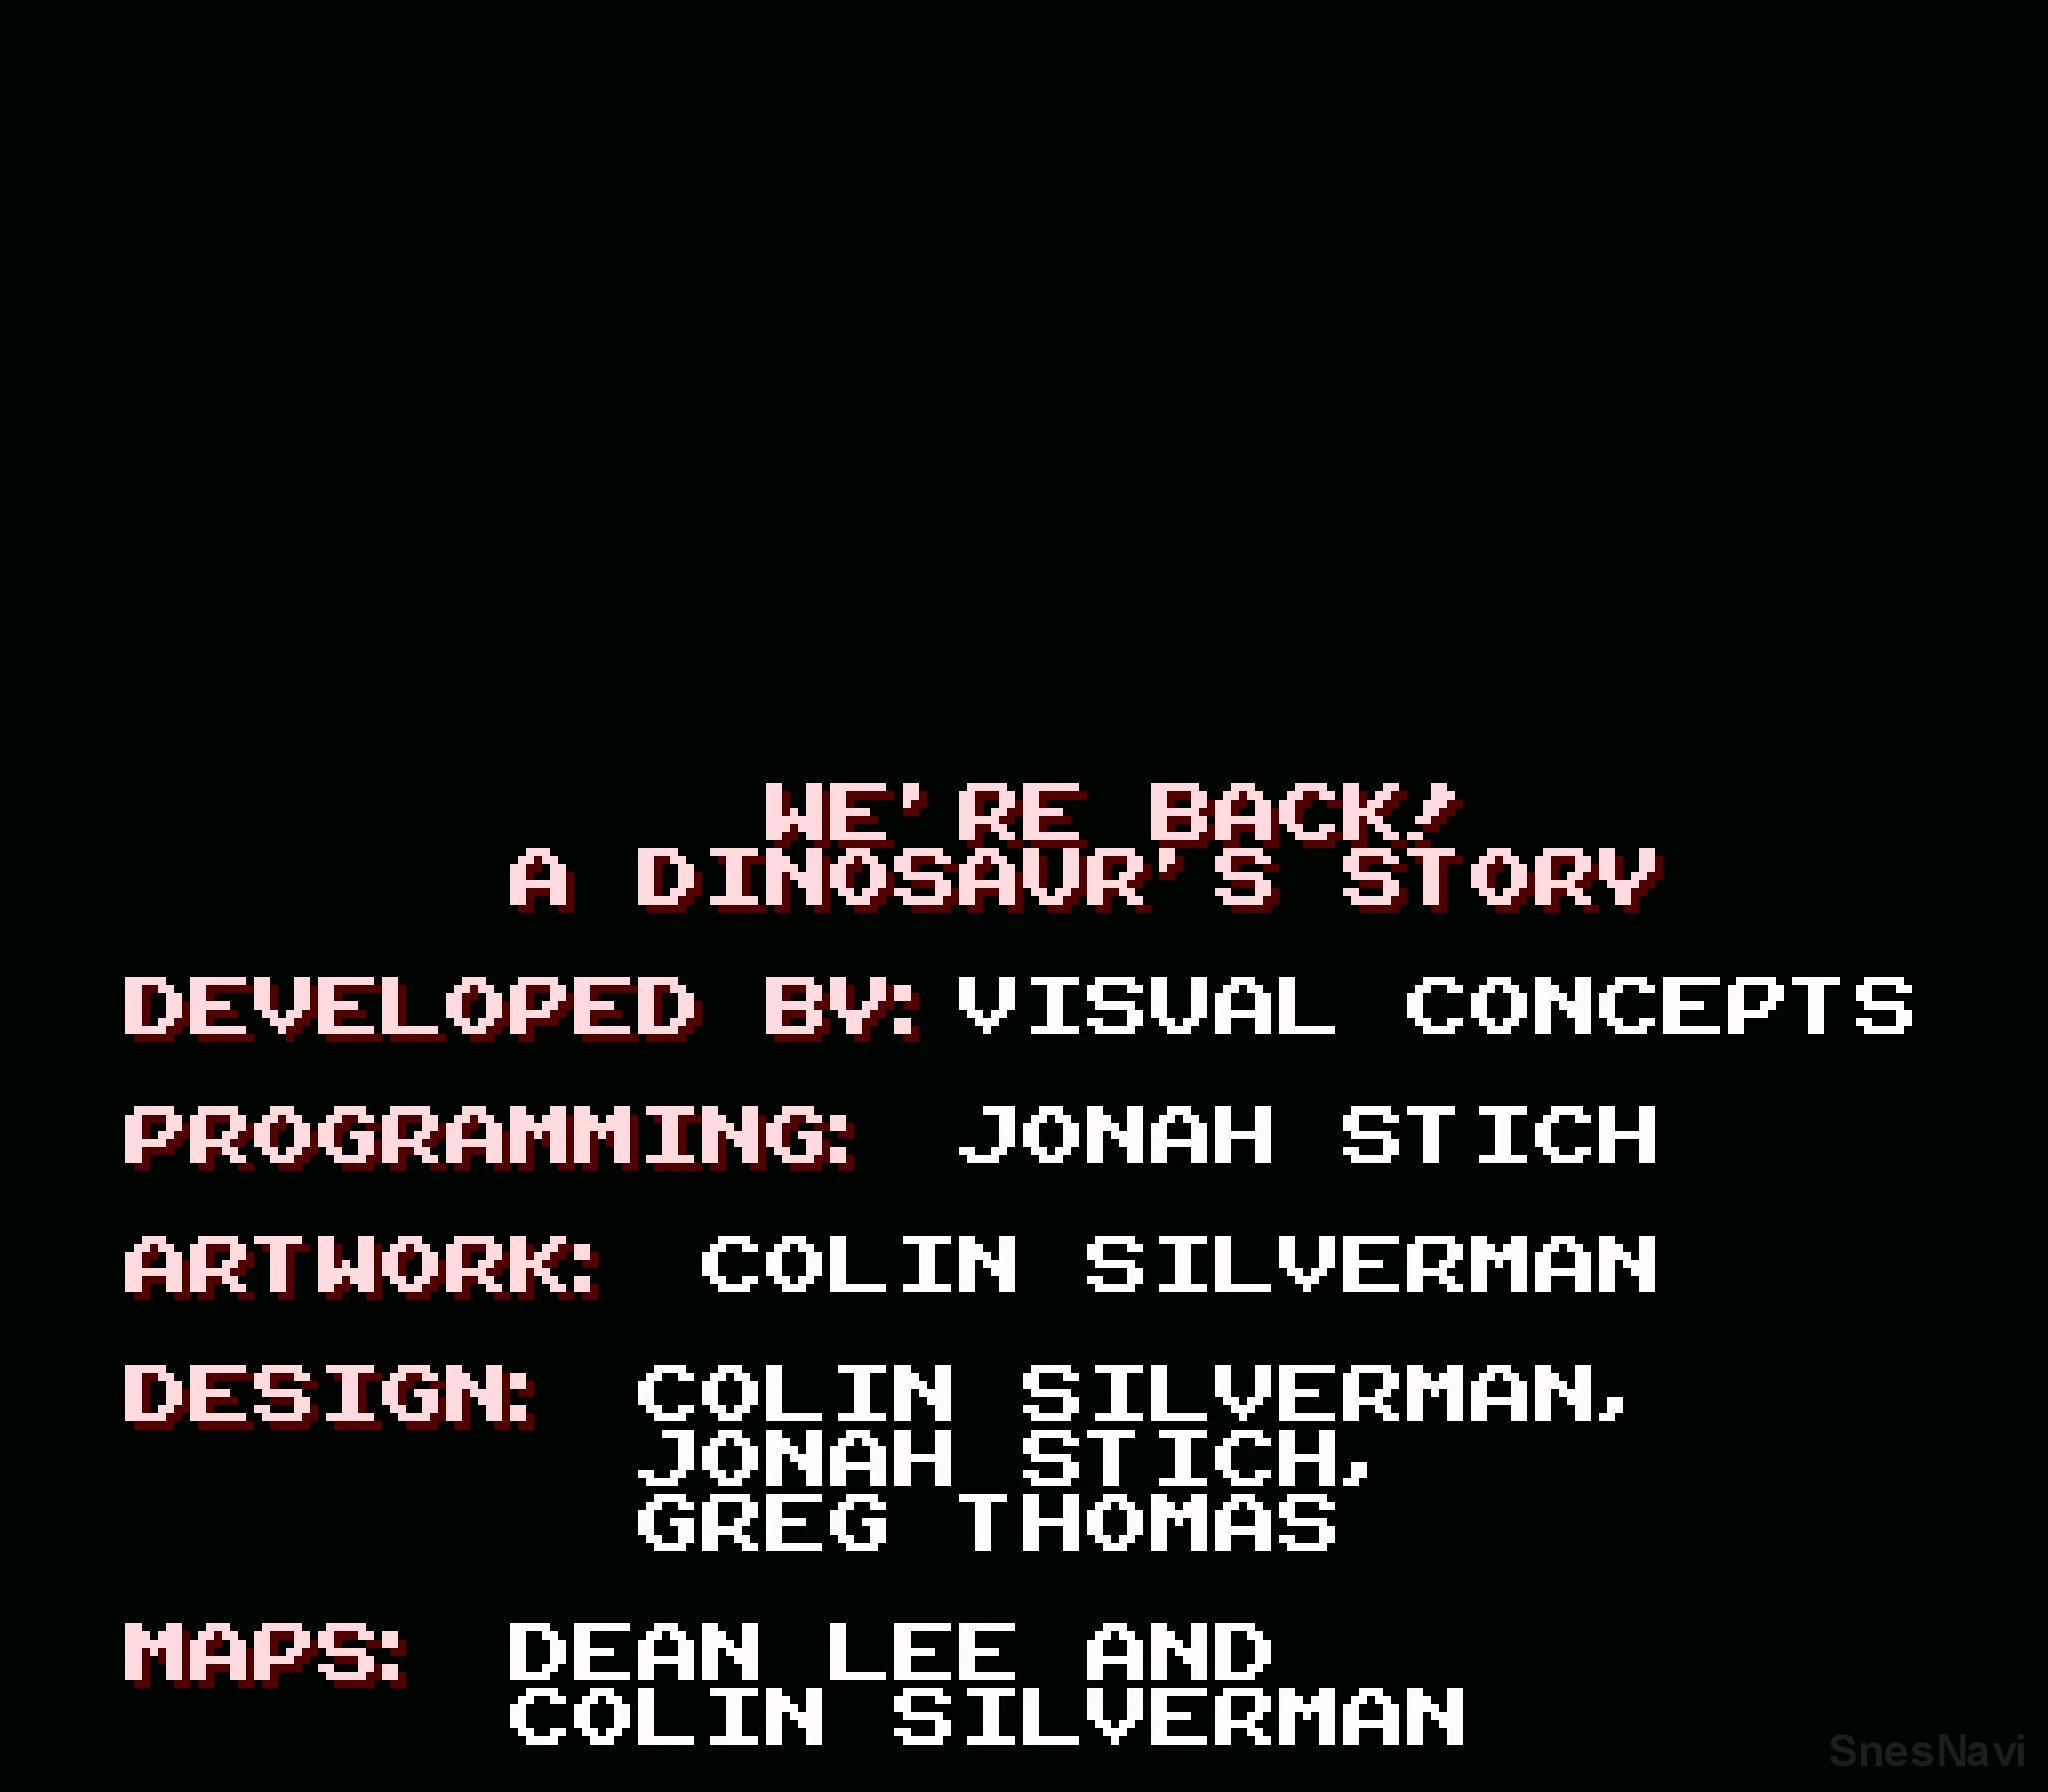 WE'RE BACK!
A DINOSAUR'S STORY
DEVELOPED BY: VISUAL CONCEPTS
PROGRAMMING: JONAH STICH
ARTWORK: COLIN SILVERMAN
DESIGN: COLIN SILVERMAN,
JONAH STICH,
GREG THOMAS
MAPS: DEAN LEE AND
COLIN SILVERMAN
SnesNavi